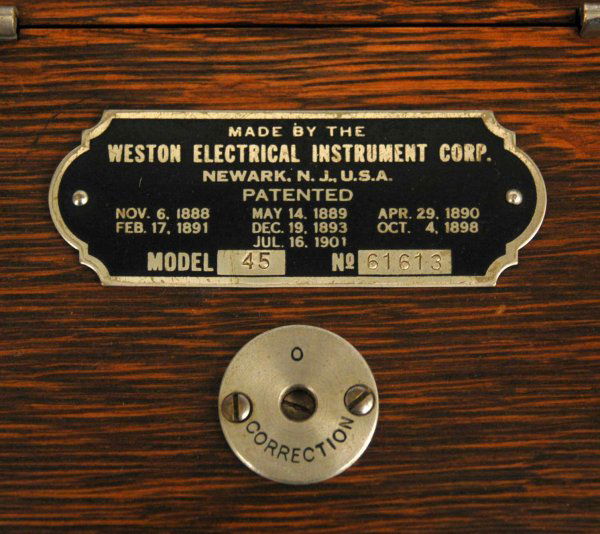 MADE BY THE
WESTON ELECTRICAL INSTRUMENT CORP.
NEWARK, N. J., U.S.A.
PATENTED
NOV. 6, 1888 MAY 14, 1889 APR. 29, 1890
FEB. 17, 1891 DEC. 19, 1893 OCT. 4, 1898
JUL. 16, 1901
MODEL 45 Nº 61613
O
CORRECTION